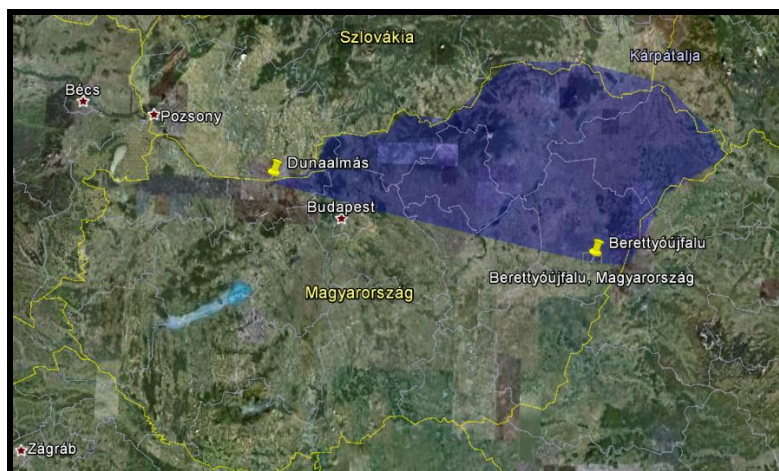 Szlovákia
Kárpátalja
Bécs
Pozsony
Dunaalmás
Budapest
Berettyóújfalu
Berettyóújfalu, Magyarország
Magyarország
Zágráb